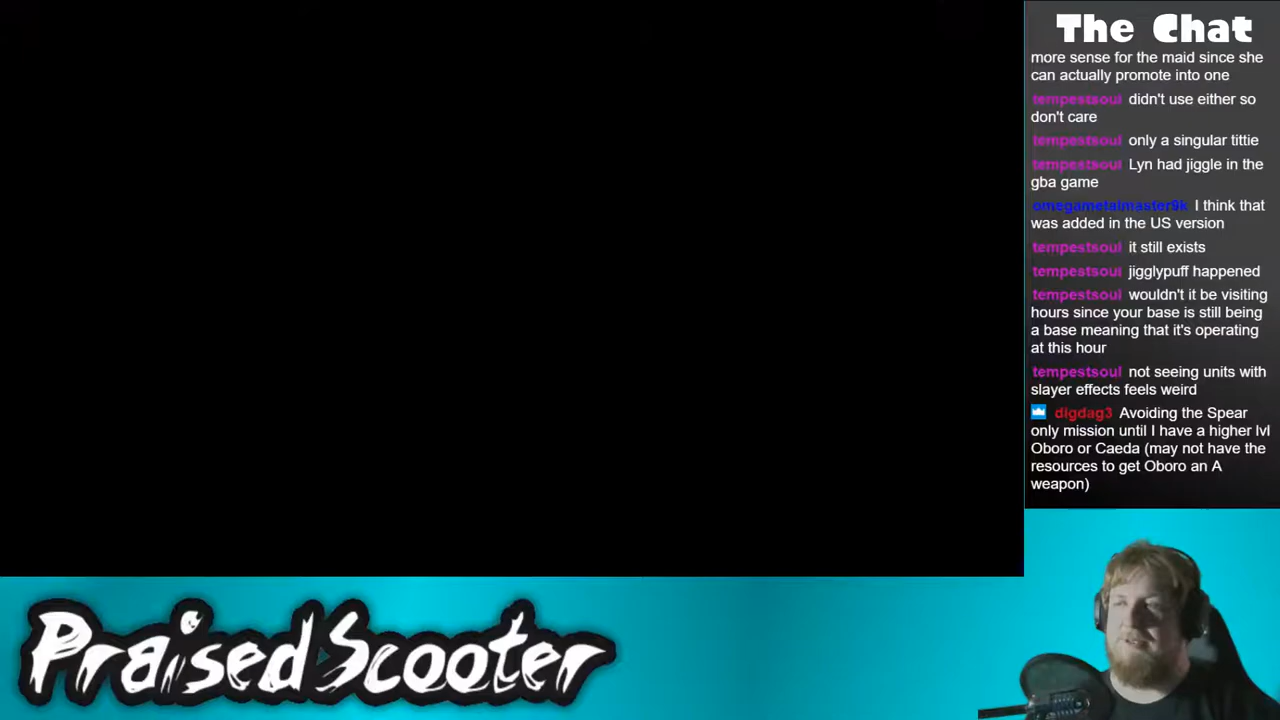 The Chat
more sense for the maid since she
can actually promote into one
tempestsoul didn't use either so
don't care
tempestsoul only a singular tittie
tempestsoul Lyn had jiggle in the
gba game
omegametalmaster9k I think that
was added in the US version
tempestsoul it still exists
tempestsoul jigglypuff happened
tempestsoul wouldn't it be visiting
hours since your base is still being
a base meaning that it's operating
at this hour
tempestsoul not seeing units with
slayer effects feels weird
digdag3 Avoiding the Spear
only mission until I have a higher lvl
Oboro or Caeda (may not have the
resources to get Oboro an A
weapon)
PraisedScooter